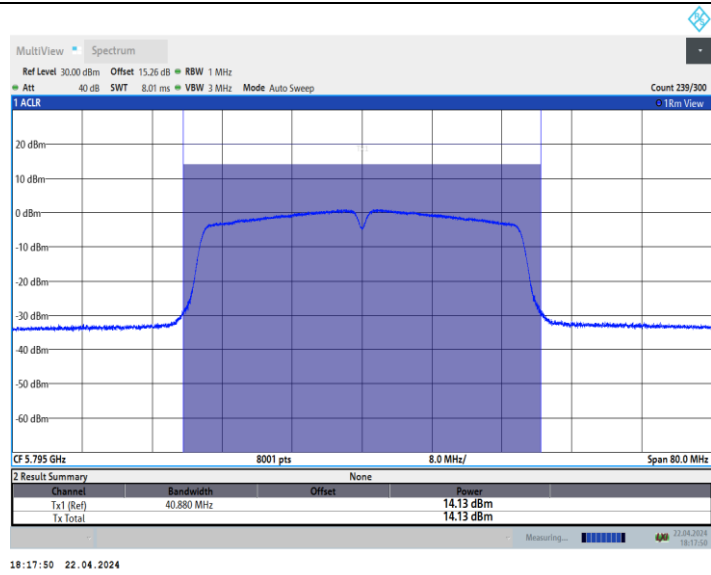 MultiView Spectrum
Ref Level 30.00 dBm Offset 15.26 dB RBW 1 MHz
Att 40 dB SWT 8.01 ms VBW 3 MHz Mode Auto Sweep Count 239/300
1 ACLR 1Rm View
20 dBm
10 dBm
0 dBm
-10 dBm
-20 dBm
-30 dBm
-40 dBm
-50 dBm
-60 dBm
CF 5.795 GHz 8001 pts 8.0 MHz/ Span 80.0 MHz
2 Result Summary None
Channel Bandwidth Offset Power
Tx1 (Ref) 40.880 MHz 14.13 dBm
Tx Total 14.13 dBm
Measuring... 22.04.2024
18:17:50
18:17:50 22.04.2024